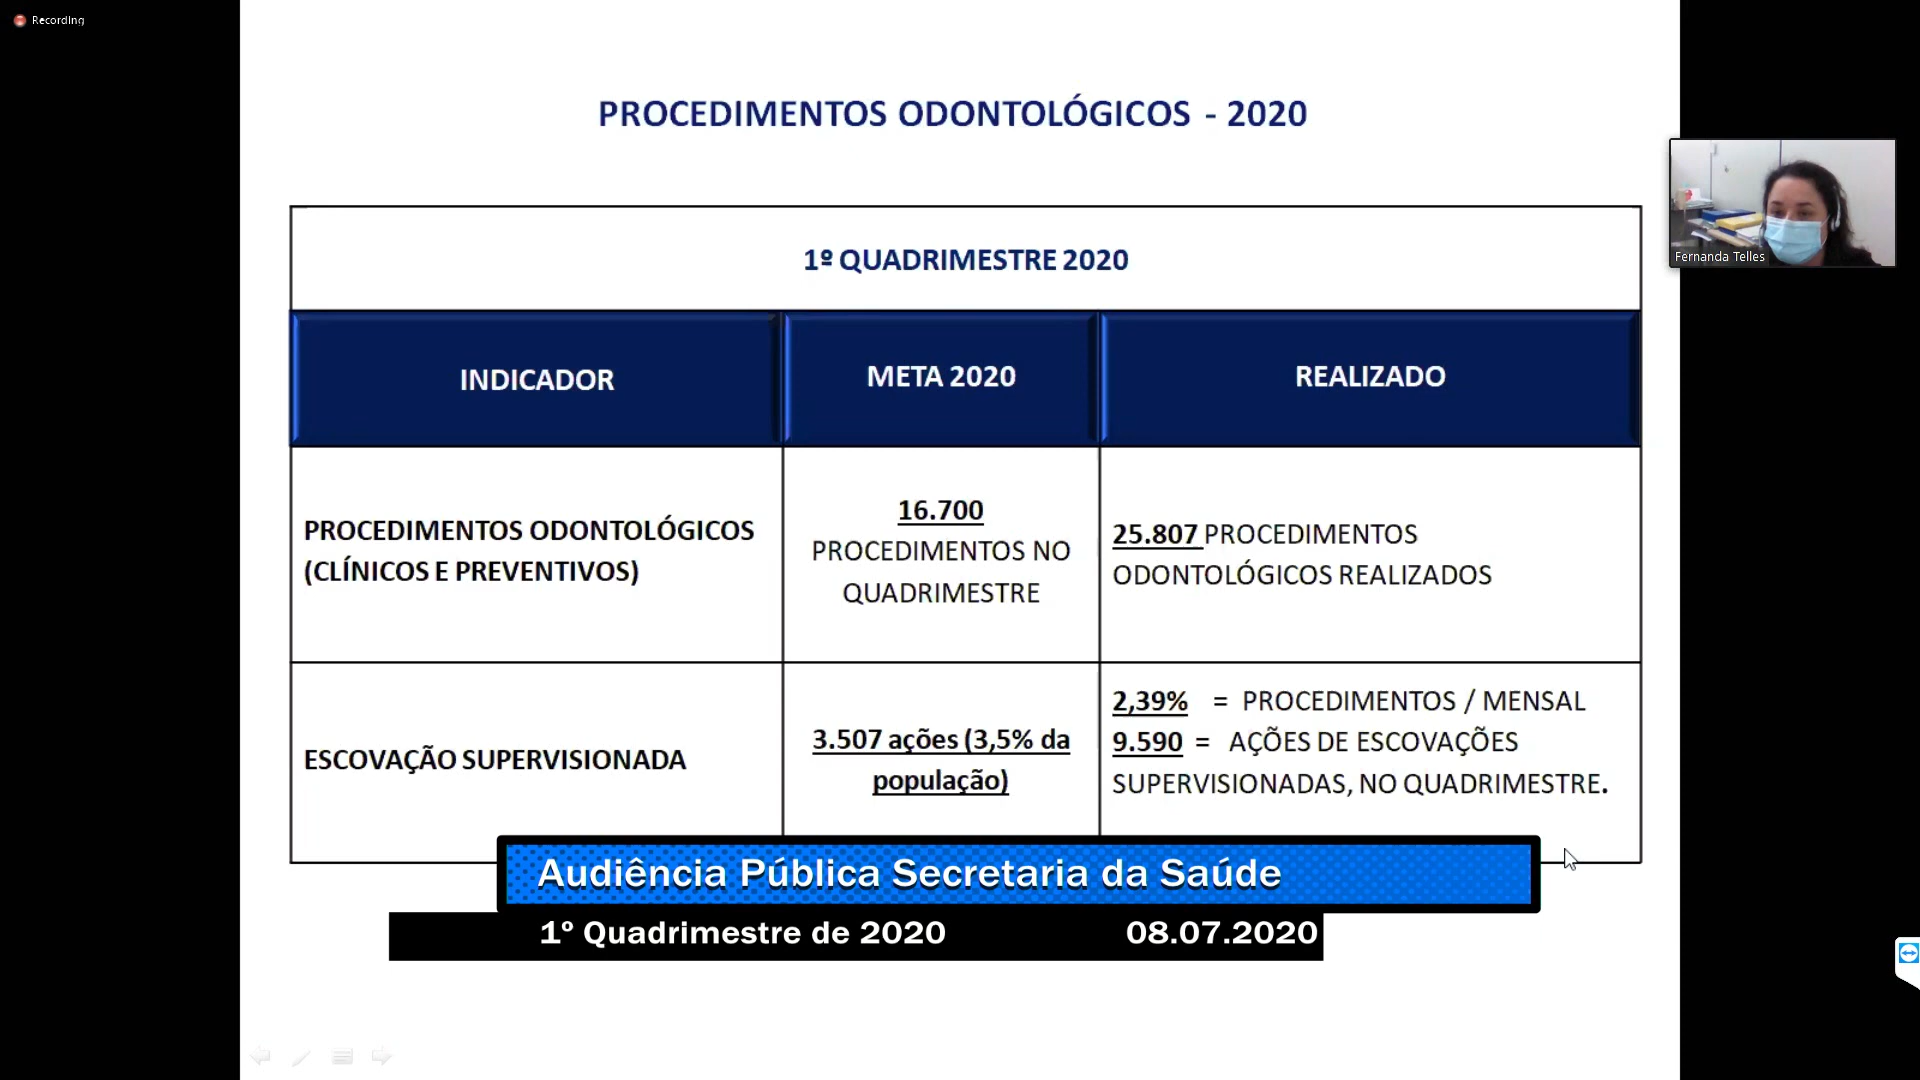 Recording
PROCEDIMENTOS ODONTOLÓGICOS - 2020
Fernanda Telles
1º QUADRIMESTRE 2020
INDICADOR
META 2020
REALIZADO
PROCEDIMENTOS ODONTOLÓGICOS
(CLÍNICOS E PREVENTIVOS)
16.700
PROCEDIMENTOS NO
QUADRIMESTRE
25.807 PROCEDIMENTOS
ODONTOLÓGICOS REALIZADOS
ESCOVAÇÃO SUPERVISIONADA
3.507 ações (3,5% da
população)
2,39% = PROCEDIMENTOS / MENSAL
9.590 = AÇÕES DE ESCOVAÇÕES
SUPERVISIONADAS, NO QUADRIMESTRE.
Audiência Pública Secretaria da Saúde
1º Quadrimestre de 2020 08.07.2020